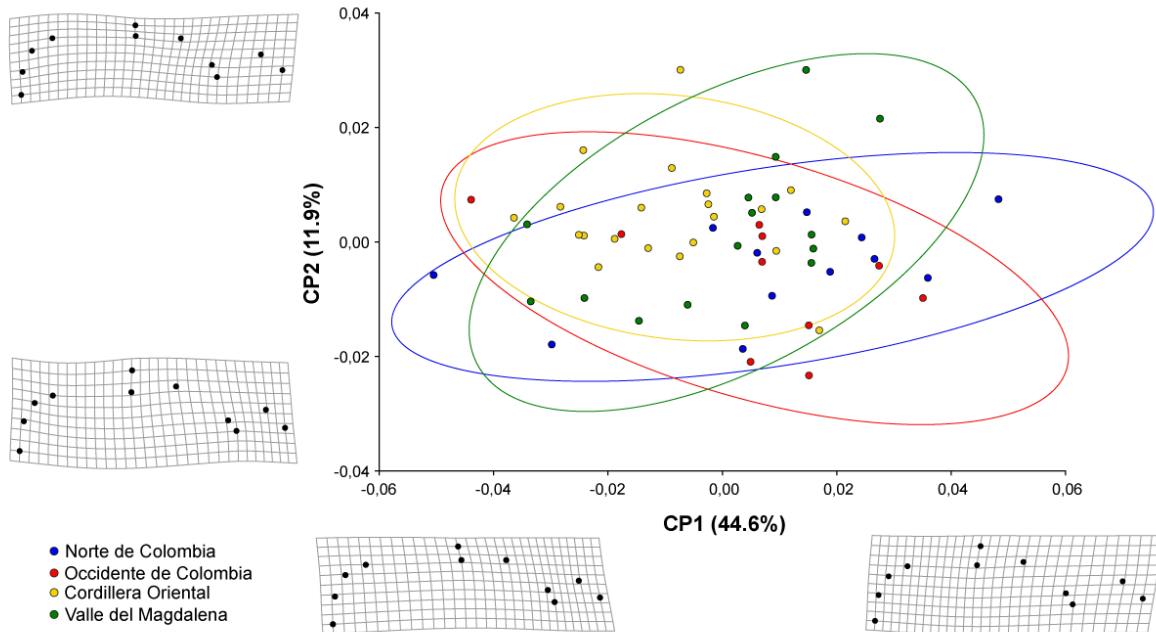 0,04
0,02
0,00
-0,02
-0,04
CP2 (11.9%)
-0,06
-0,04
-0,02
0,00
0,02
0,04
0,06
CP1 (44.6%)
Norte de Colombia
Occidente de Colombia
Cordillera Oriental
Valle del Magdalena